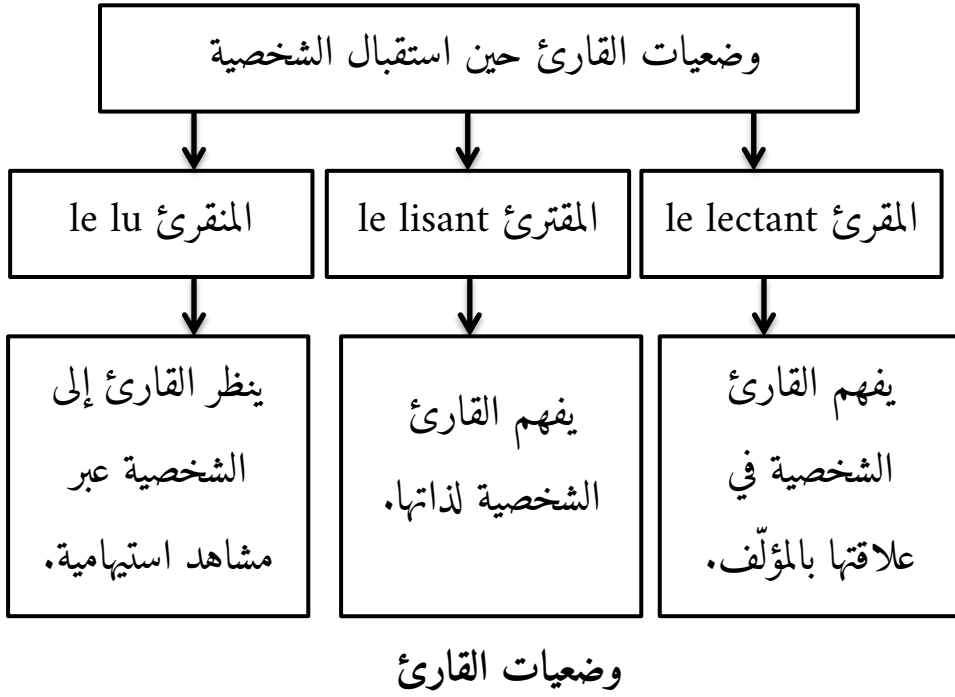 وضعيات القارئ حين استقبال الشخصية
المقرئ le lectant
المقترئ le lisant
المنقرئ le lu
يفهم القارئ
الشخصية في
علاقتها بالمؤلّف.
يفهم القارئ
الشخصية لذاتها.
ينظر القارئ إلى
الشخصية عبر
مشاهد استيهامية.
وضعيات القارئ